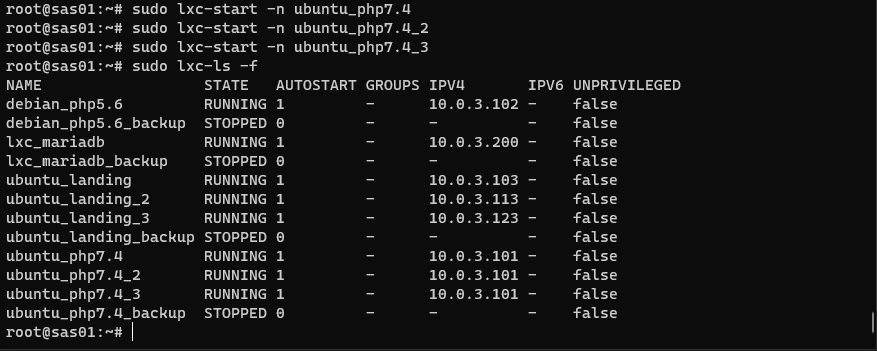 root@sas01:~# sudo lxc-start -n ubuntu_php7.4
root@sas01:~# sudo lxc-start -n ubuntu_php7.4_2
root@sas01:~# sudo lxc-start -n ubuntu_php7.4_3
root@sas01:~# sudo lxc-ls -f
NAME                 STATE   AUTOSTART GROUPS IPV4       IPV6 UNPRIVILEGED
debian_php5.6        RUNNING 1         -      10.0.3.102 -    false
debian_php5.6_backup STOPPED 0         -      -          -    false
lxc_mariadb          RUNNING 1         -      10.0.3.200 -    false
lxc_mariadb_backup   STOPPED 0         -      -          -    false
ubuntu_landing       RUNNING 1         -      10.0.3.103 -    false
ubuntu_landing_2     RUNNING 1         -      10.0.3.113 -    false
ubuntu_landing_3     RUNNING 1         -      10.0.3.123 -    false
ubuntu_landing_backup STOPPED 0         -      -          -    false
ubuntu_php7.4        RUNNING 1         -      10.0.3.101 -    false
ubuntu_php7.4_2      RUNNING 1         -      10.0.3.101 -    false
ubuntu_php7.4_3      RUNNING 1         -      10.0.3.101 -    false
ubuntu_php7.4_backup STOPPED 0         -      -          -    false
root@sas01:~#